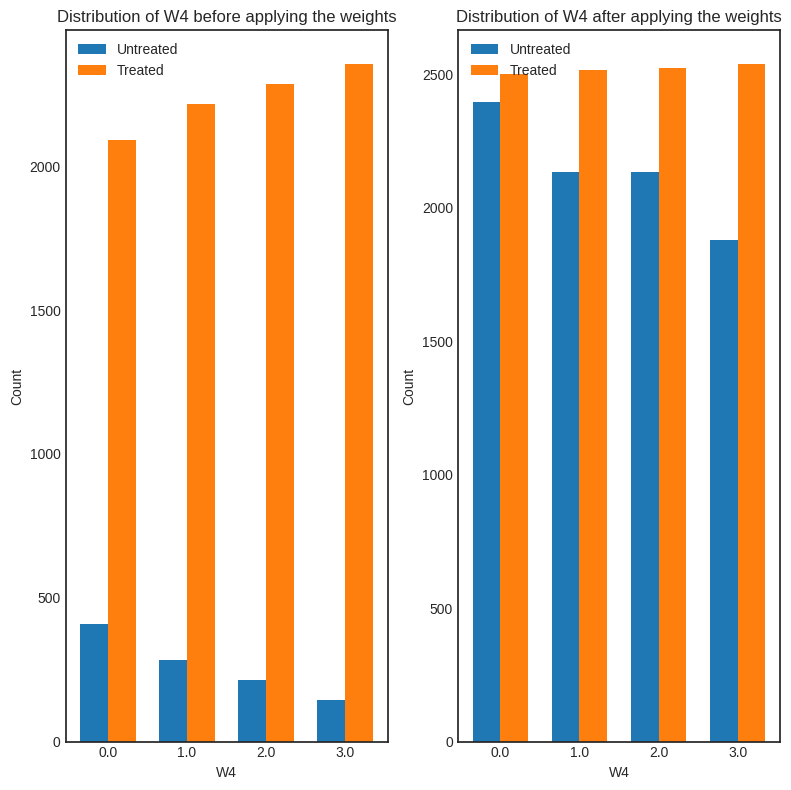 Distribution of W4 before applying the weights
Untreated
Treated
2000
1500
1000
500
0
Count
0.0 1.0 2.0 3.0
W4
Distribution of W4 after applying the weights
Untreated
Treated
2500
2000
1500
1000
500
0
Count
0.0 1.0 2.0 3.0
W4